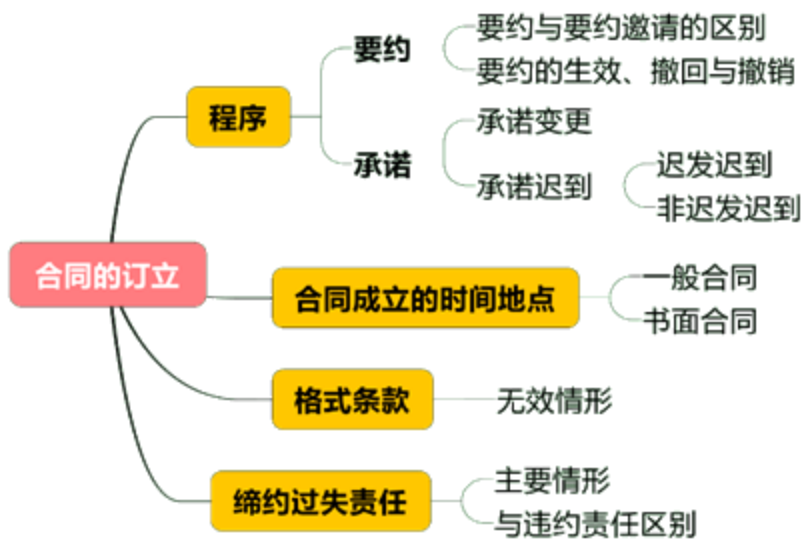 合同的订立
程序
要约
要约与要约邀请的区别
要约的生效、撤回与撤销
承诺
承诺变更
承诺迟到
迟发迟到
非迟发迟到
合同成立的时间地点
一般合同
书面合同
格式条款
无效情形
缔约过失责任
主要情形
与违约责任区别